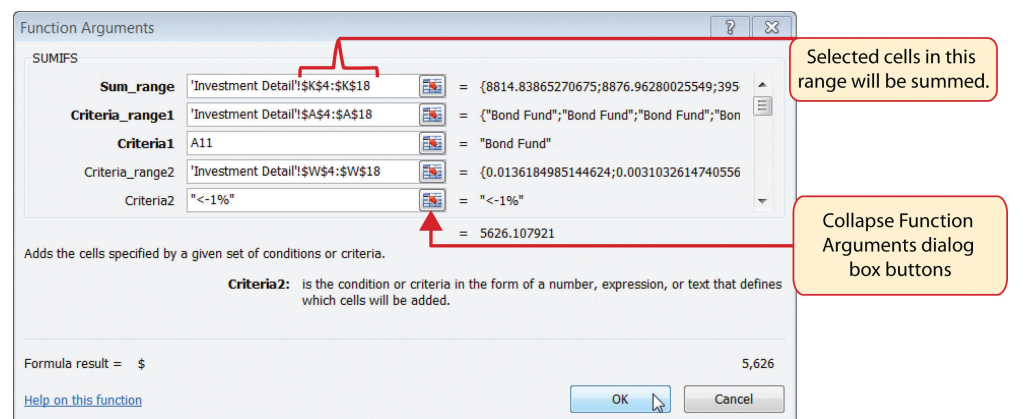 Function Arguments
SUMIFS
Sum_range 'Investment Detail'!$K$4:$K$18 = {8814.83865270675;8876.96280025549;395
Criteria_range1 'Investment Detail'!$A$4:$A$18 = {"Bond Fund";"Bond Fund";"Bond Fund";"Bon
Criteria1 A11 = "Bond Fund"
Criteria_range2 'Investment Detail'!$W$4:$W$18 = {0.0136184985144624;0.0031032614740556
Criteria2 "<-1%" = "<-1%"
= 5626.107921
Adds the cells specified by a given set of conditions or criteria.
Criteria2: is the condition or criteria in the form of a number, expression, or text that defines
which cells will be added.
Formula result = $ 5,626
Help on this function
OK Cancel
Selected cells in this
range will be summed.
Collapse Function
Arguments dialog
box buttons